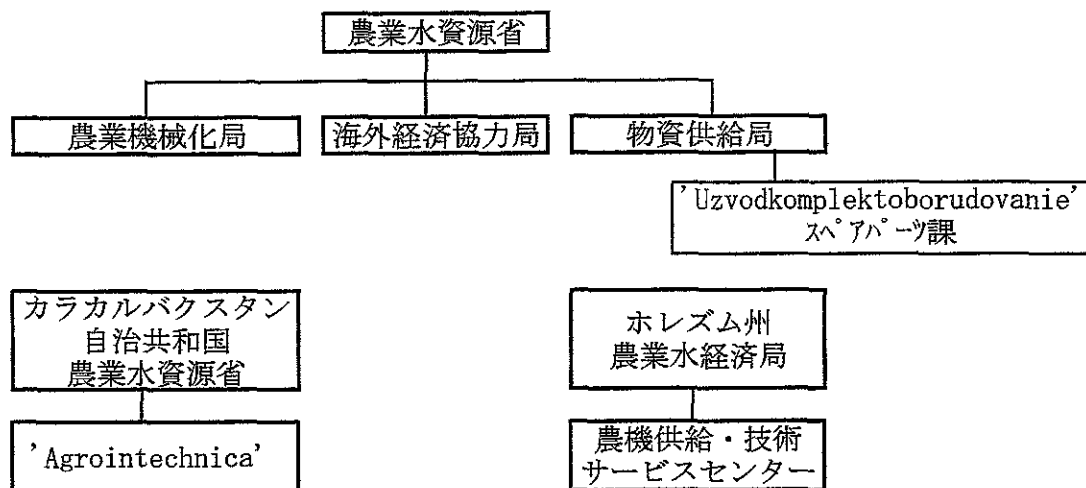 農業水資源省
農業機械化局
海外経済協力局
物資供給局
'Uzvodkomplektoborudovanie'
スペアパーツ課
カラカルパクスタン
自治共和国
農業水資源省
ホレズム州
農業水経済局
'Agrointechnica'
農機供給・技術
サービスセンター